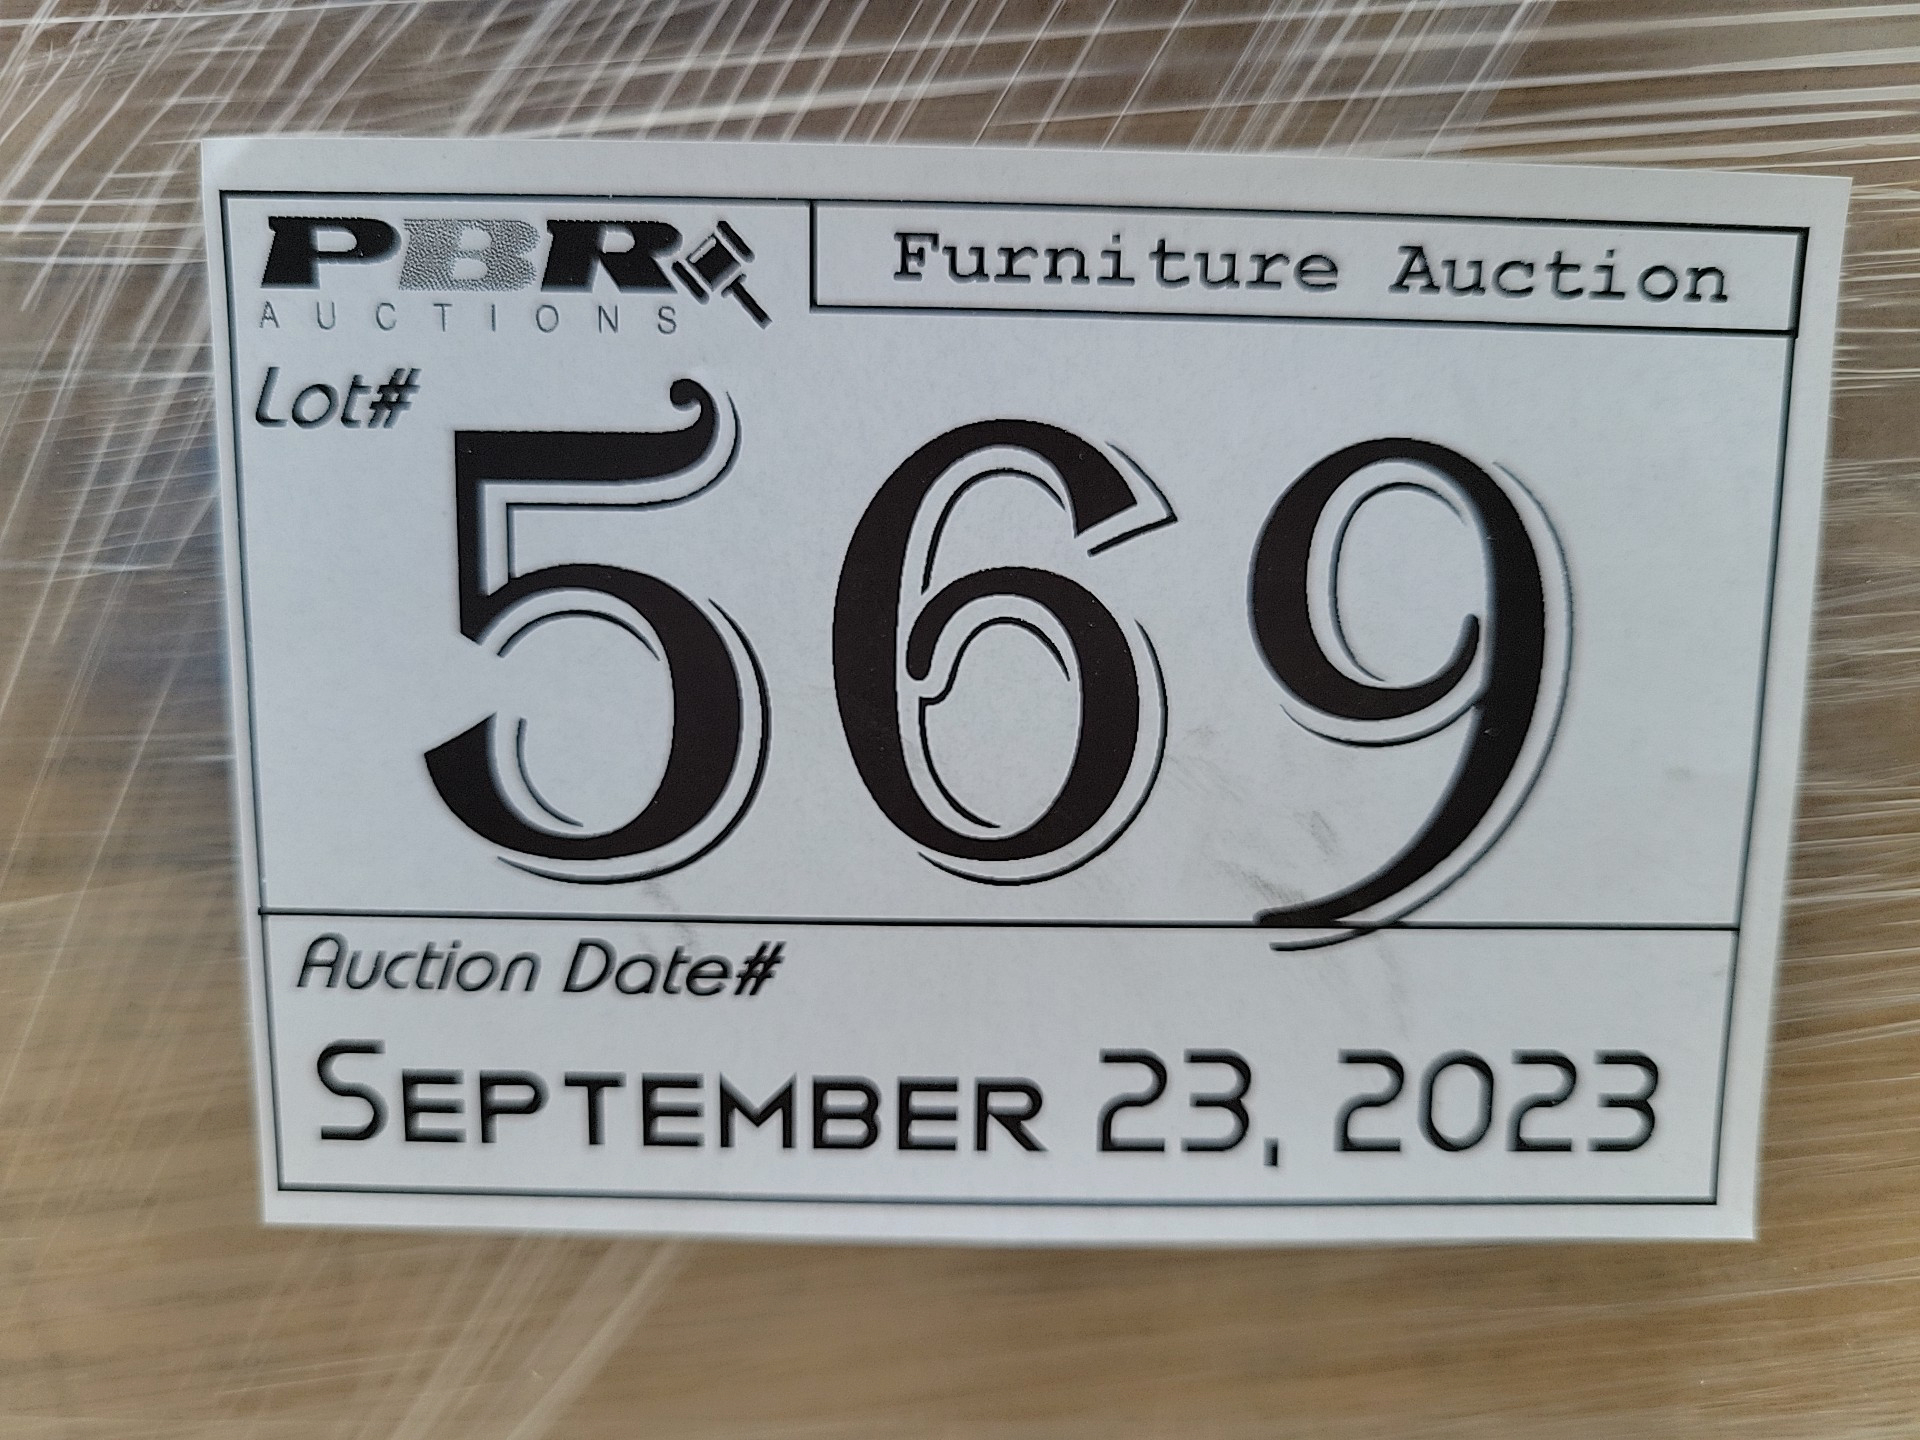 PBR
AUCTIONS
Furniture Auction
Lot#
569
Auction Date#
September 23, 2023